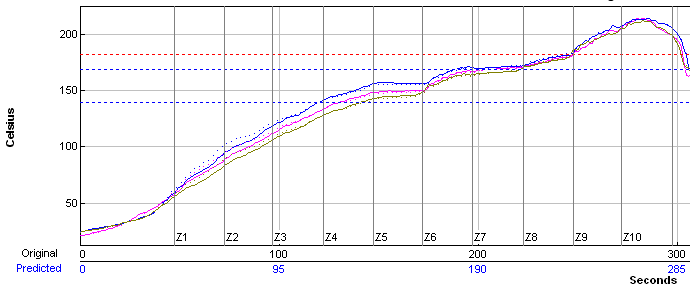 200
150
100
50
Celsius
Z1 Z2 Z3 Z4 Z5 Z6 Z7 Z8 Z9 Z10
Original 100 200 300
Predicted 0 95 190 285
Seconds